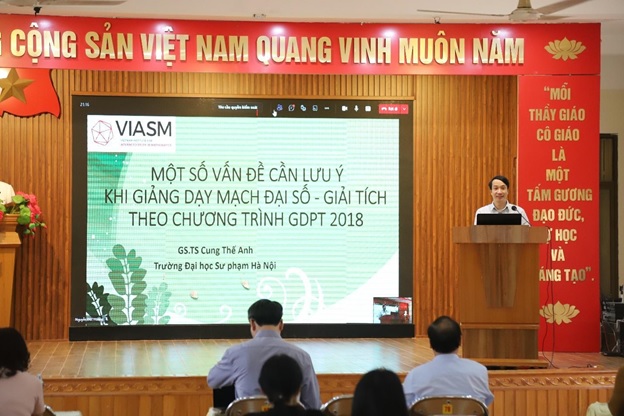 CỘNG SẢN VIỆT NAM QUANG VINH MUÔN NĂM
21:16
VIASM
MỘT SỐ VẤN ĐỀ CẦN LƯU Ý
KHI GIẢNG DẠY MẠCH ĐẠI SỐ - GIẢI TÍCH
THEO CHƯƠNG TRÌNH GDPT 2018
GS.TS Cung Thế Anh
Trường Đại học Sư phạm Hà Nội
“MỖI
THẦY GIÁO
CÔ GIÁO
LÀ
MỘT
TẤM GƯƠNG
ĐẠO ĐỨC,
HỌC
VÀ
TẠO”.